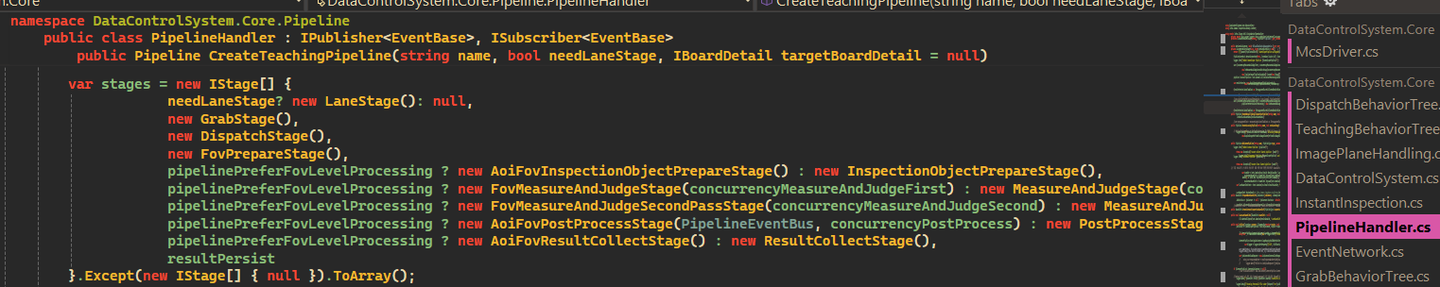 DataControlSystem.Core.Pipeline.PipelineHandler
CreateTeachingPipeline(string name, bool needLaneStage, IBoa
Tabs
namespace DataControlSystem.Core.Pipeline
public class PipelineHandler : IPublisher<EventBase>, ISubscriber<EventBase>
public Pipeline CreateTeachingPipeline(string name, bool needLaneStage, IBoardDetail targetBoardDetail = null)
var stages = new IStage[] {
needLaneStage? new LaneStage(): null,
new GrabStage(),
new DispatchStage(),
new FovPrepareStage(),
pipelinePreferFovLevelProcessing ? new AoiFovInspectionObjectPrepareStage() : new InspectionObjectPrepareStage(),
pipelinePreferFovLevelProcessing ? new FovMeasureAndJudgeStage(concurrencyMeasureAndJudgeFirst) : new MeasureAndJudgeStage(co
pipelinePreferFovLevelProcessing ? new FovMeasureAndJudgeSecondPassStage(concurrencyMeasureAndJudgeSecond) : new MeasureAndJu
pipelinePreferFovLevelProcessing ? new AoiFovPostProcessStage(PipelineEventBus, concurrencyPostProcess) : new PostProcessStag
pipelinePreferFovLevelProcessing ? new AoiFovResultCollectStage() : new ResultCollectStage(),
resultPersist
}.Except(new IStage[] { null }).ToArray();
DataControlSystem.Core
McsDriver.cs
DataControlSystem.Core
DispatchBehaviorTree.
TeachingBehaviorTree
ImagePlaneHandling.c
DataControlSystem.cs
InstantInspection.cs
PipelineHandler.cs
EventNetwork.cs
GrabBehaviorTree.cs